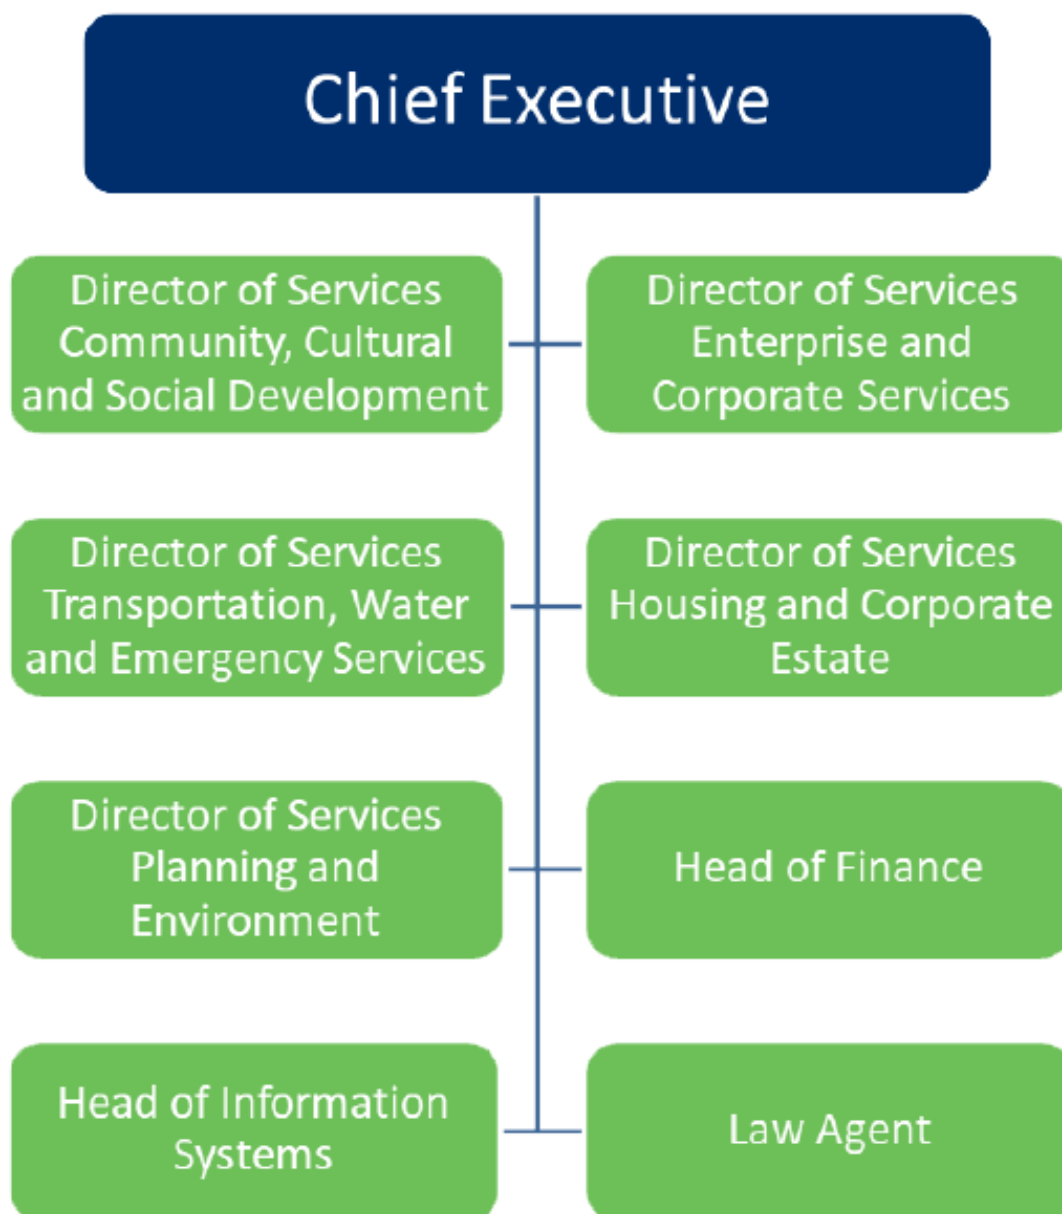 Chief Executive
Director of Services
Community, Cultural
and Social Development
Director of Services
Enterprise and
Corporate Services
Director of Services
Transportation, Water
and Emergency Services
Director of Services
Housing and Corporate
Estate
Director of Services
Planning and
Environment
Head of Finance
Head of Information
Systems
Law Agent